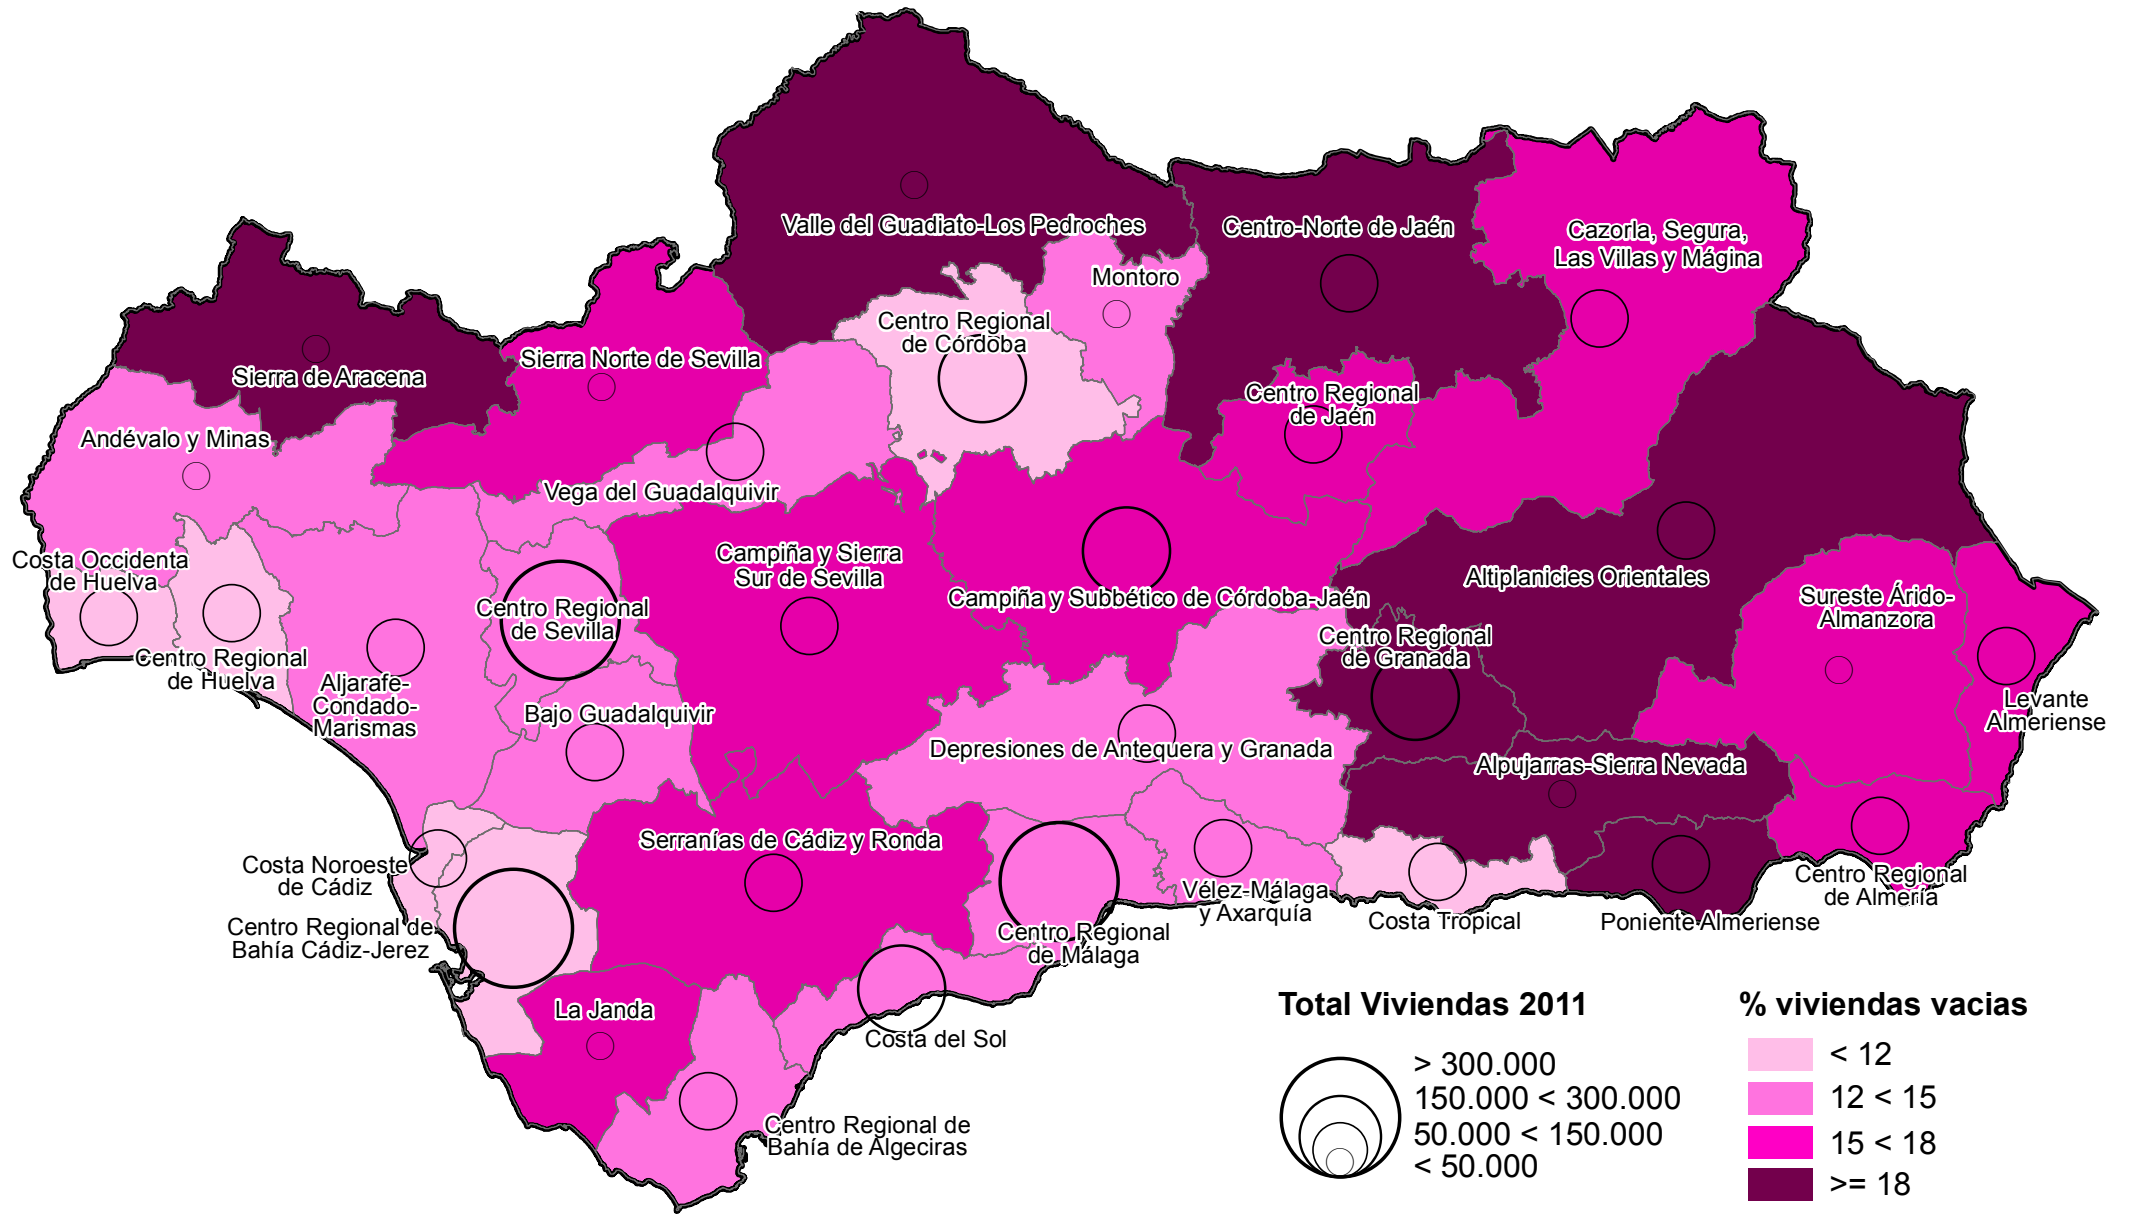 Valle del Guadiato-Los Pedroches
Centro-Norte de Jaén
Cazorla, Segura,
Las Villas y Mágina
Montoro
Centro Regional
de Córdoba
Sierra Norte de Sevilla
Sierra de Aracena
Centro Regional
de Jaén
Andévalo y Minas
Vega del Guadalquivir
Costa Occidenta
de Huelva
Campiña y Sierra
Sur de Sevilla
Altiplanicies Orientales
Campiña y Subbético de Córdoba-Jaén
Sureste Árido-
Almanzora
Centro Regional
de Sevilla
Centro Regional
de Granada
Centro Regional
de Huelva
Aljarafe-
Condado-
Marismas
Bajo Guadalquivir
Levante
Almeriense
Depresiones de Antequera y Granada
Alpujarras-Sierra Nevada
Serranías de Cádiz y Ronda
Costa Noroeste
de Cádiz
Vélez-Málaga
y Axarquía
Centro Regional
de Almería
Costa Tropical
Poniente Almeriense
Centro Regional de
Bahía Cádiz-Jerez
Centro Regional
de Málaga
La Janda
Costa del Sol
Centro Regional de
Bahía de Algeciras
Total Viviendas 2011
> 300.000
150.000 < 300.000
50.000 < 150.000
< 50.000
% viviendas vacias
< 12
12 < 15
15 < 18
>= 18